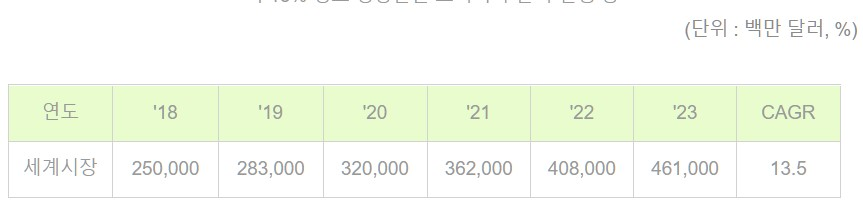 (단위 : 백만 달러, %)
연도 '18 '19 '20 '21 '22 '23 CAGR
세계시장 250,000 283,000 320,000 362,000 408,000 461,000 13.5